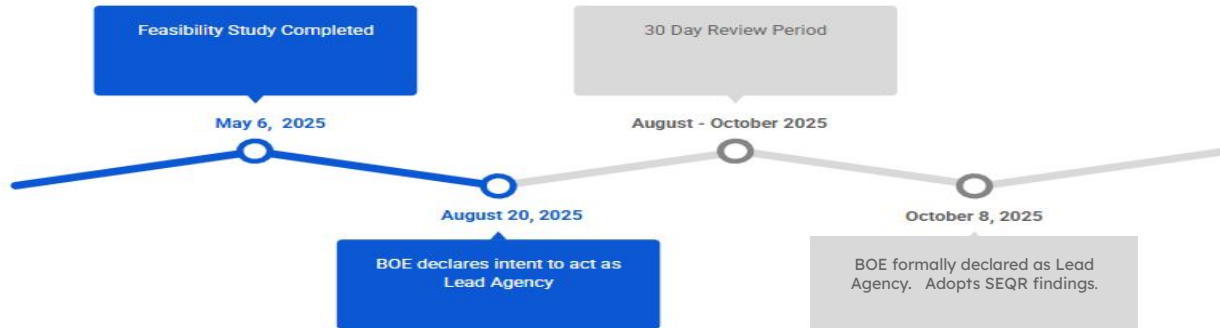 Feasibility Study Completed
30 Day Review Period
May 6, 2025
August - October 2025
August 20, 2025
October 8, 2025
BOE declares intent to act as
Lead Agency
BOE formally declared as Lead
Agency. Adopts SEQR findings.